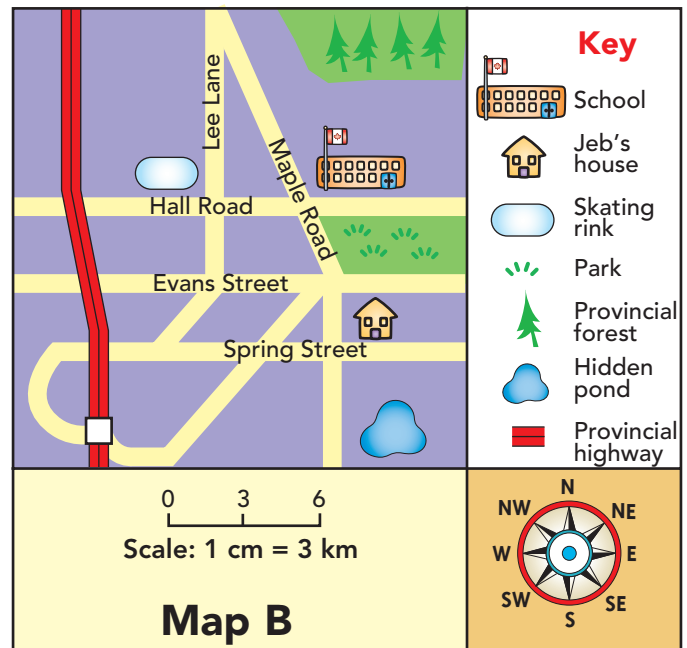 Lee Lane
Maple Road
Hall Road
Evans Street
Spring Street
Key
School
Jeb's
house
Skating
rink
Park
Provincial
forest
Hidden
pond
Provincial
highway
0 3 6
Scale: 1 cm = 3 km
Map B
N
NW NE
W E
SW SE
S